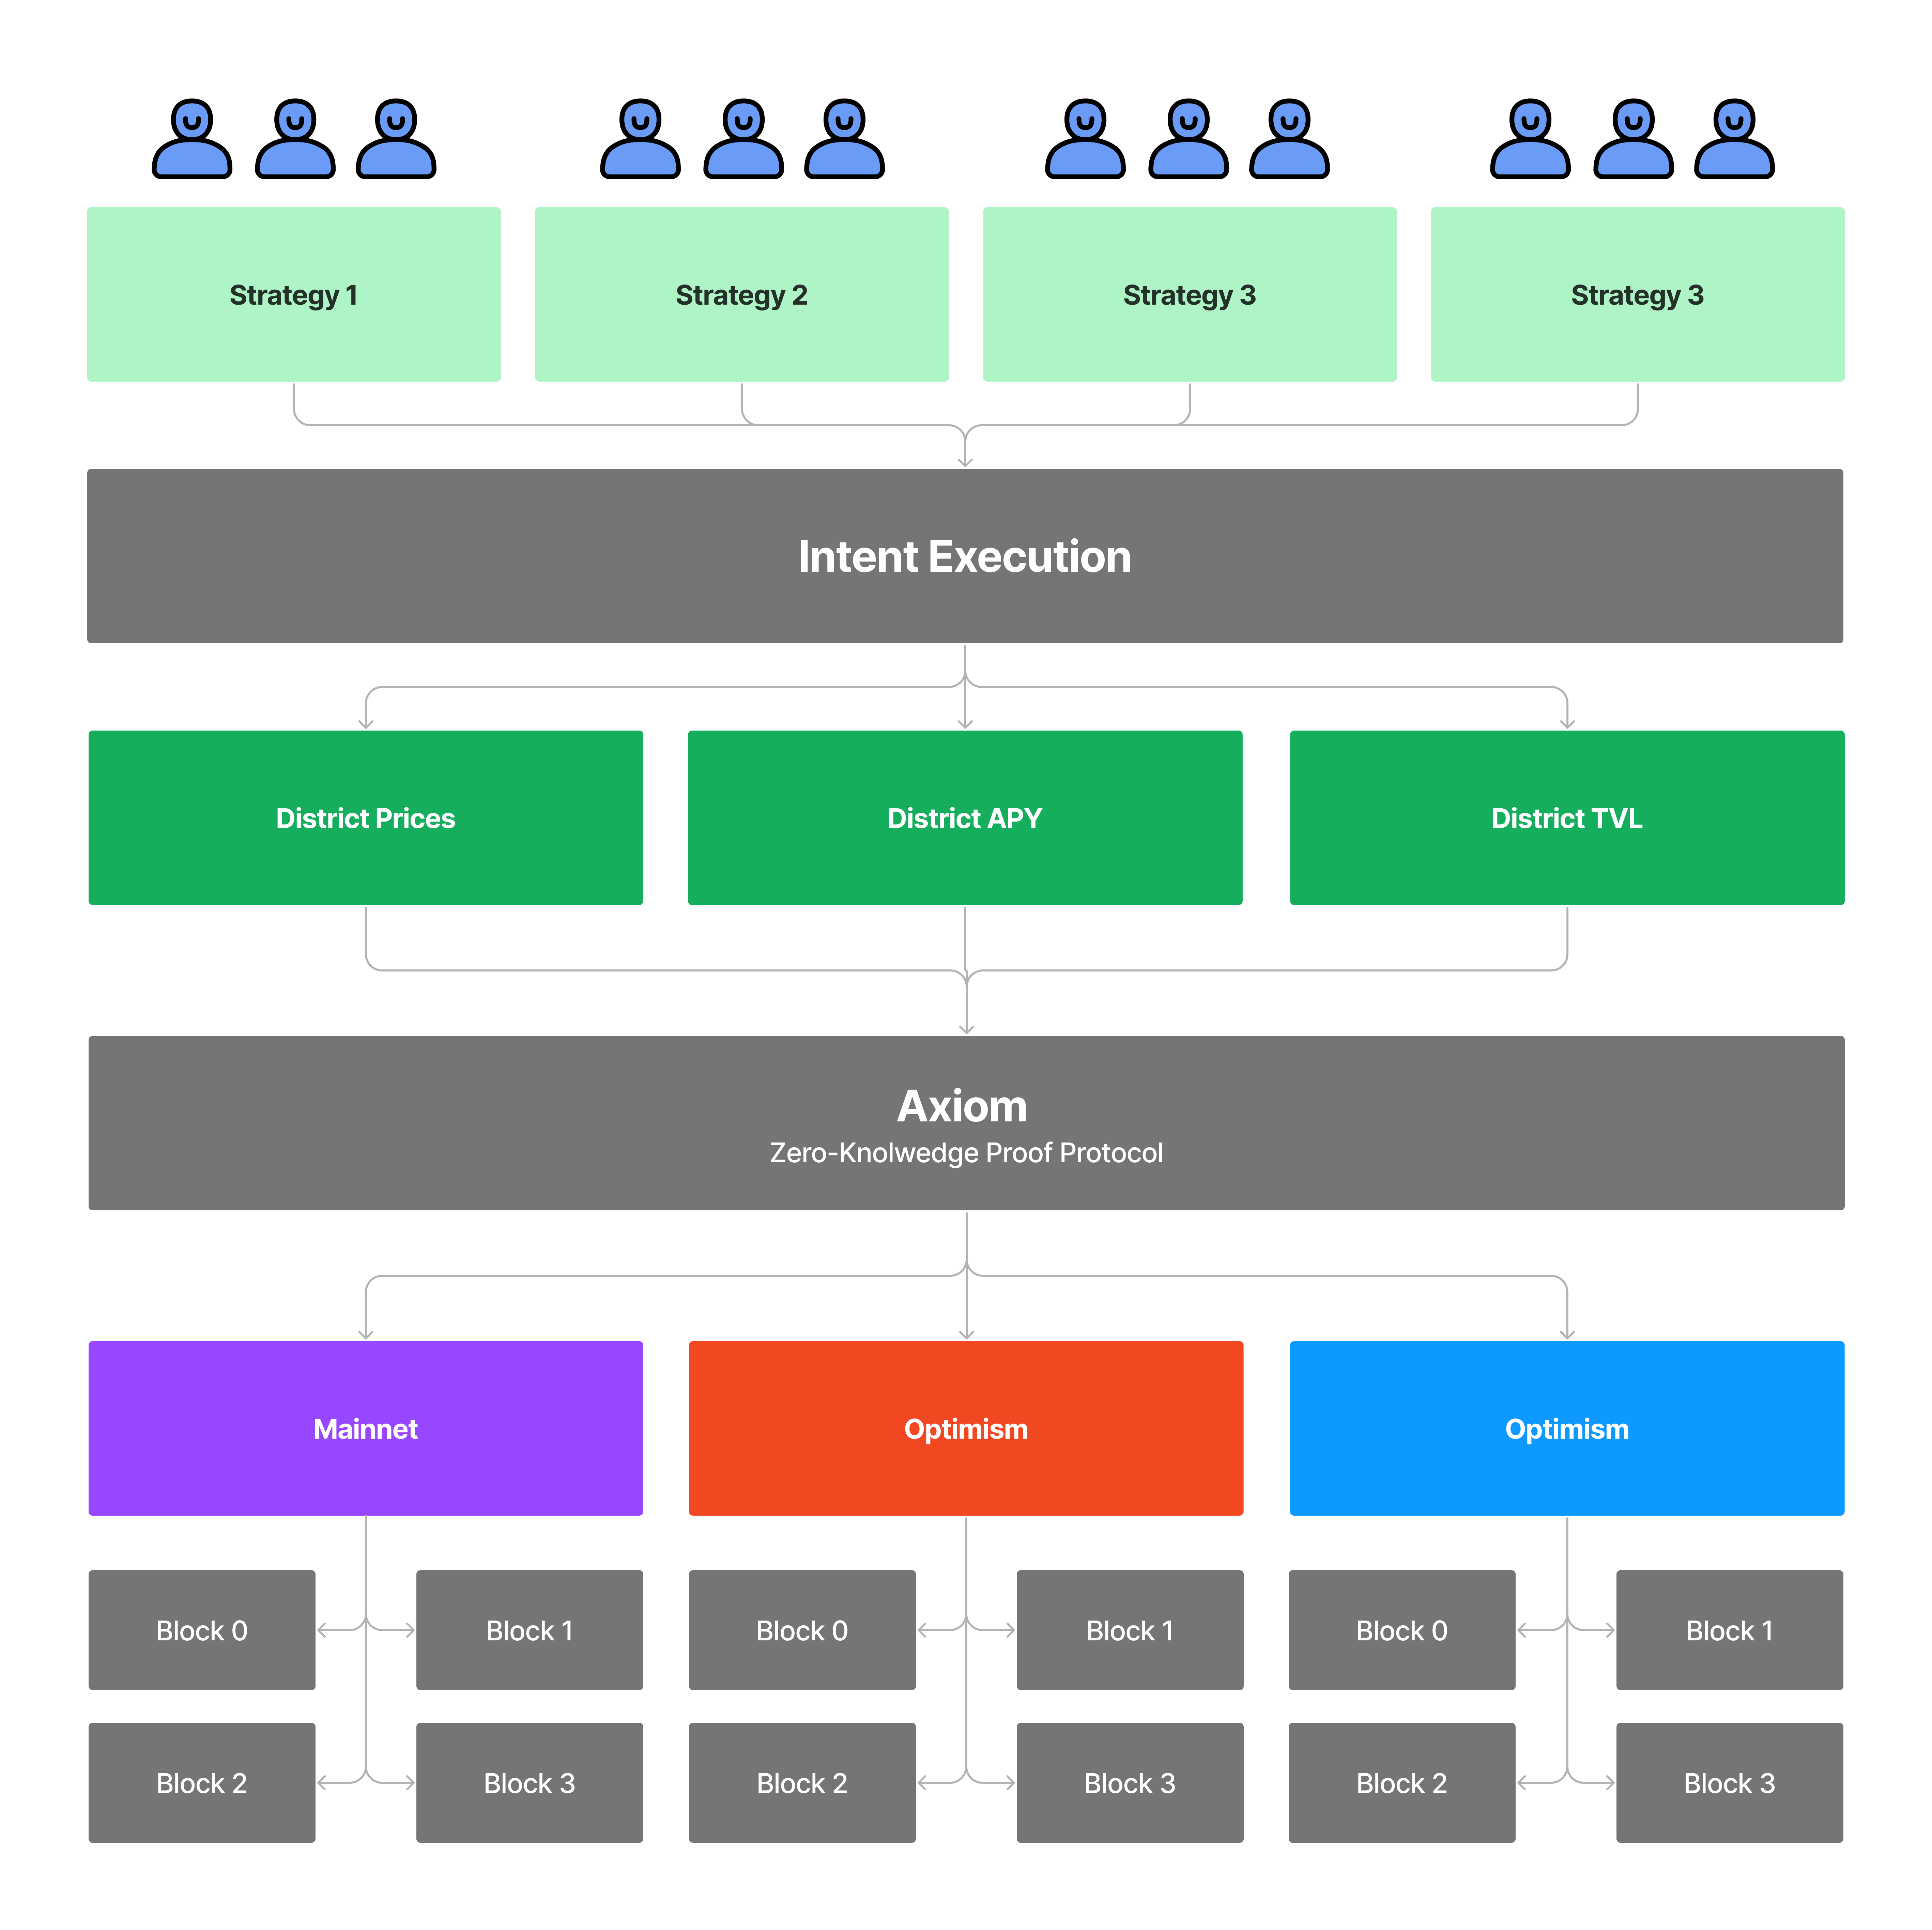 Strategy 1
Strategy 2
Strategy 3
Strategy 3
Intent Execution
District Prices
District APY
District TVL
Axiom
Zero-Knolwedge Proof Protocol
Mainnet
Optimism
Optimism
Block 0
Block 1
Block 0
Block 1
Block 0
Block 1
Block 2
Block 3
Block 2
Block 3
Block 2
Block 3